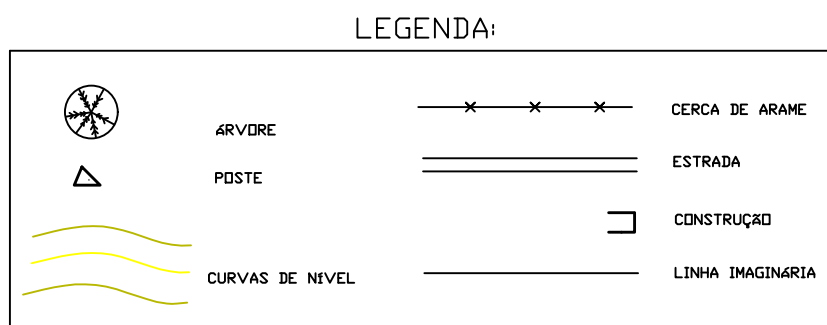 LEGENDA:
ÁRVORE
POSTE
CURVAS DE NÍVEL
CERCA DE ARAME
ESTRADA
CONSTRUÇÃO
LINHA IMAGINÁRIA